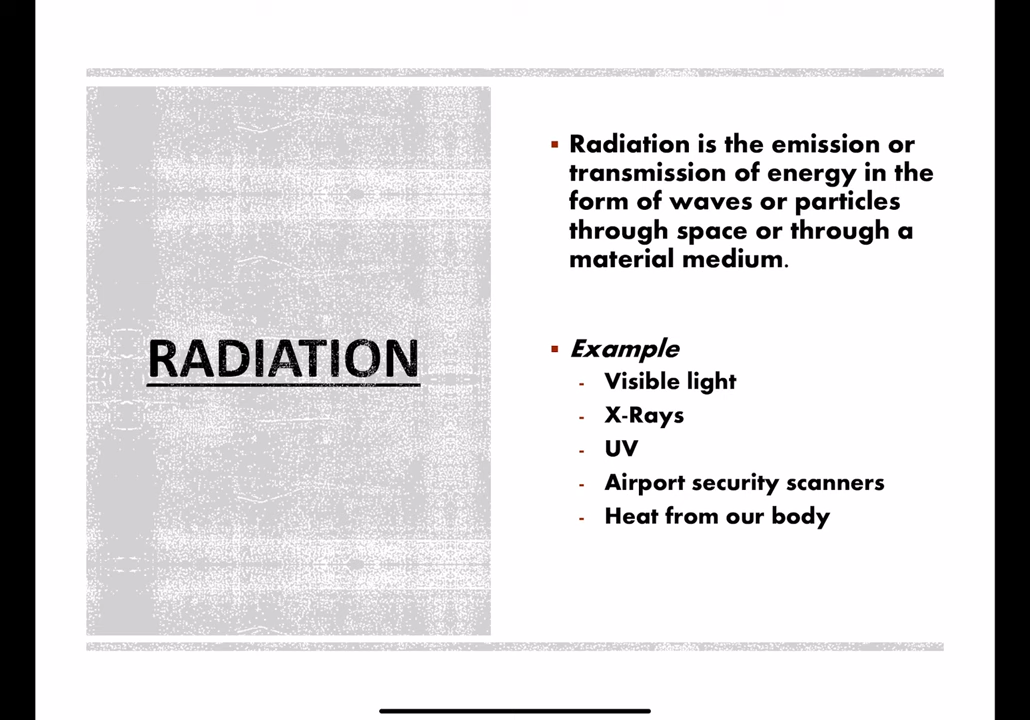 RADIATION
▪ Radiation is the emission or
transmission of energy in the
form of waves or particles
through space or through a
material medium.
▪ Example
- Visible light
- X-Rays
- UV
- Airport security scanners
- Heat from our body